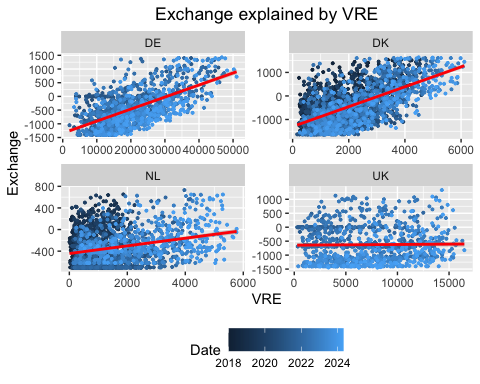 Exchange explained by VRE
DE
DK
1500
1000
500
0
-500
-1000
-1500
1000
0
-1000
0 10000 20000 30000 40000 50000
0 2000 4000 6000
Exchange
NL
UK
800
400
0
-400
1000
500
0
-500
-1000
-1500
0 2000 4000 6000
0 5000 10000 15000
VRE
Date
2018 2020 2022 2024